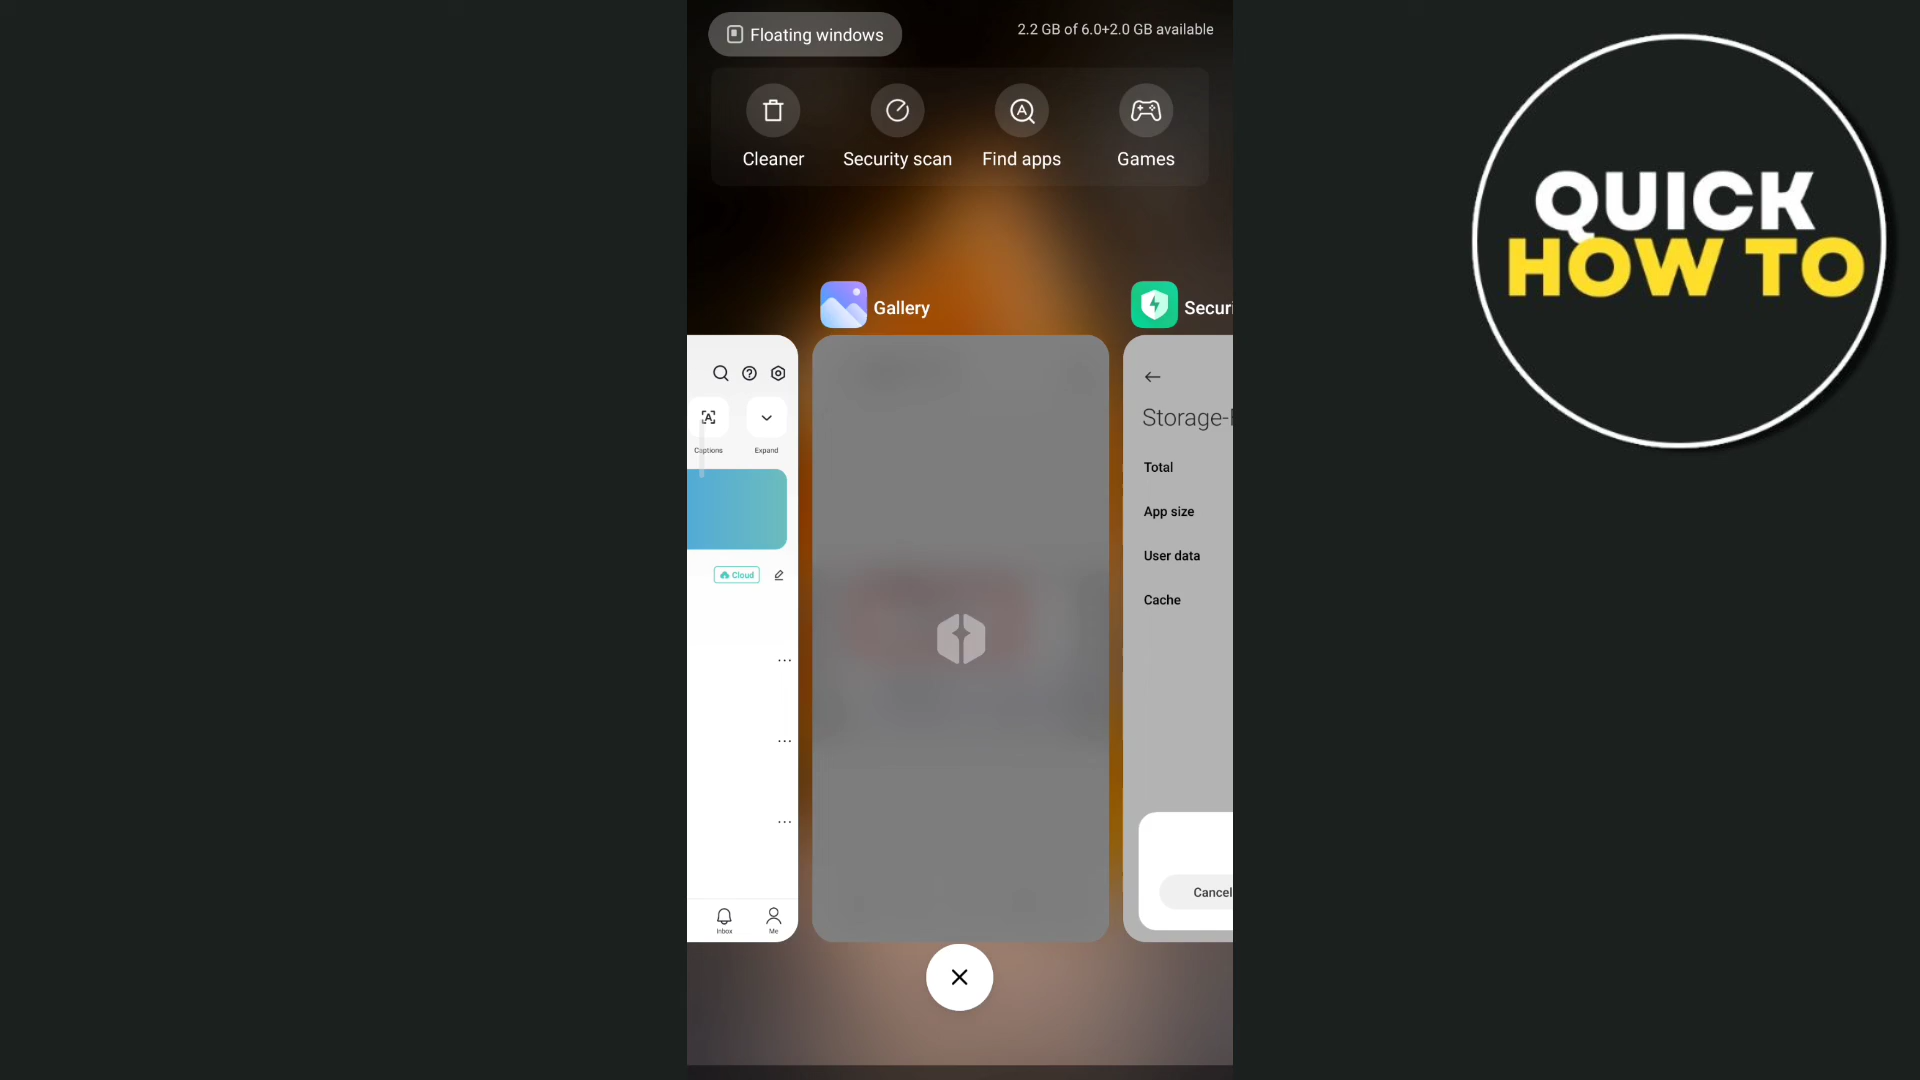 Floating windows
2.2 GB of 6.0+2.0 GB available
Cleaner
Security scan
Find apps
Games
QUICK
HOW TO
Gallery
Securi
Captions
Expand
Cloud
Inbox
Me
Storage-
Total
App size
User data
Cache
Cancel